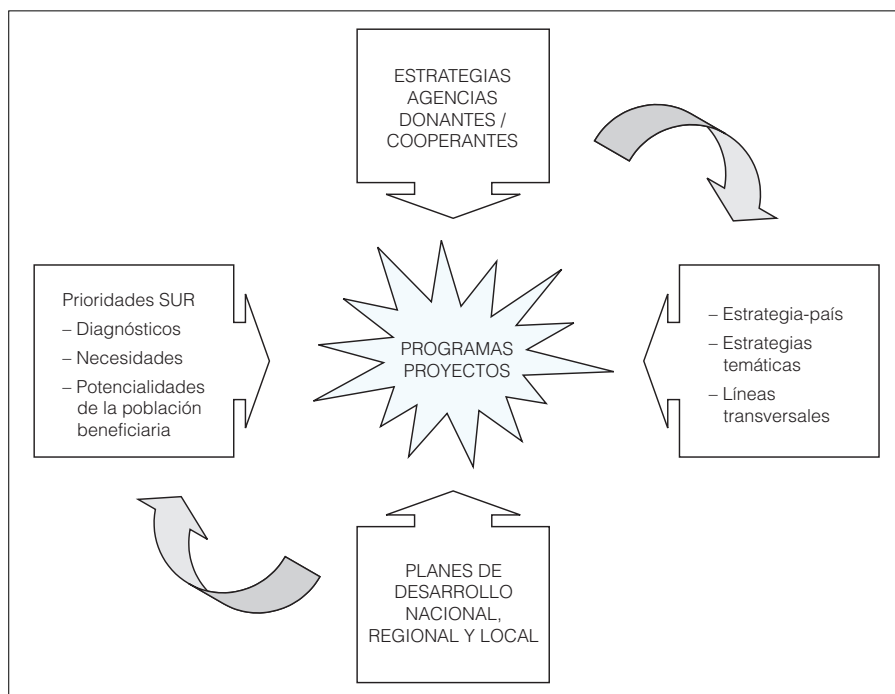 ESTRATEGIAS
AGENCIAS
DONANTES /
COOPERANTES
Prioridades SUR
– Diagnósticos
– Necesidades
– Potencialidades
de la población
beneficiaria
PROGRAMAS
PROYECTOS
– Estrategia-país
– Estrategias
temáticas
– Líneas
transversales
PLANES DE
DESARROLLO
NACIONAL,
REGIONAL Y LOCAL